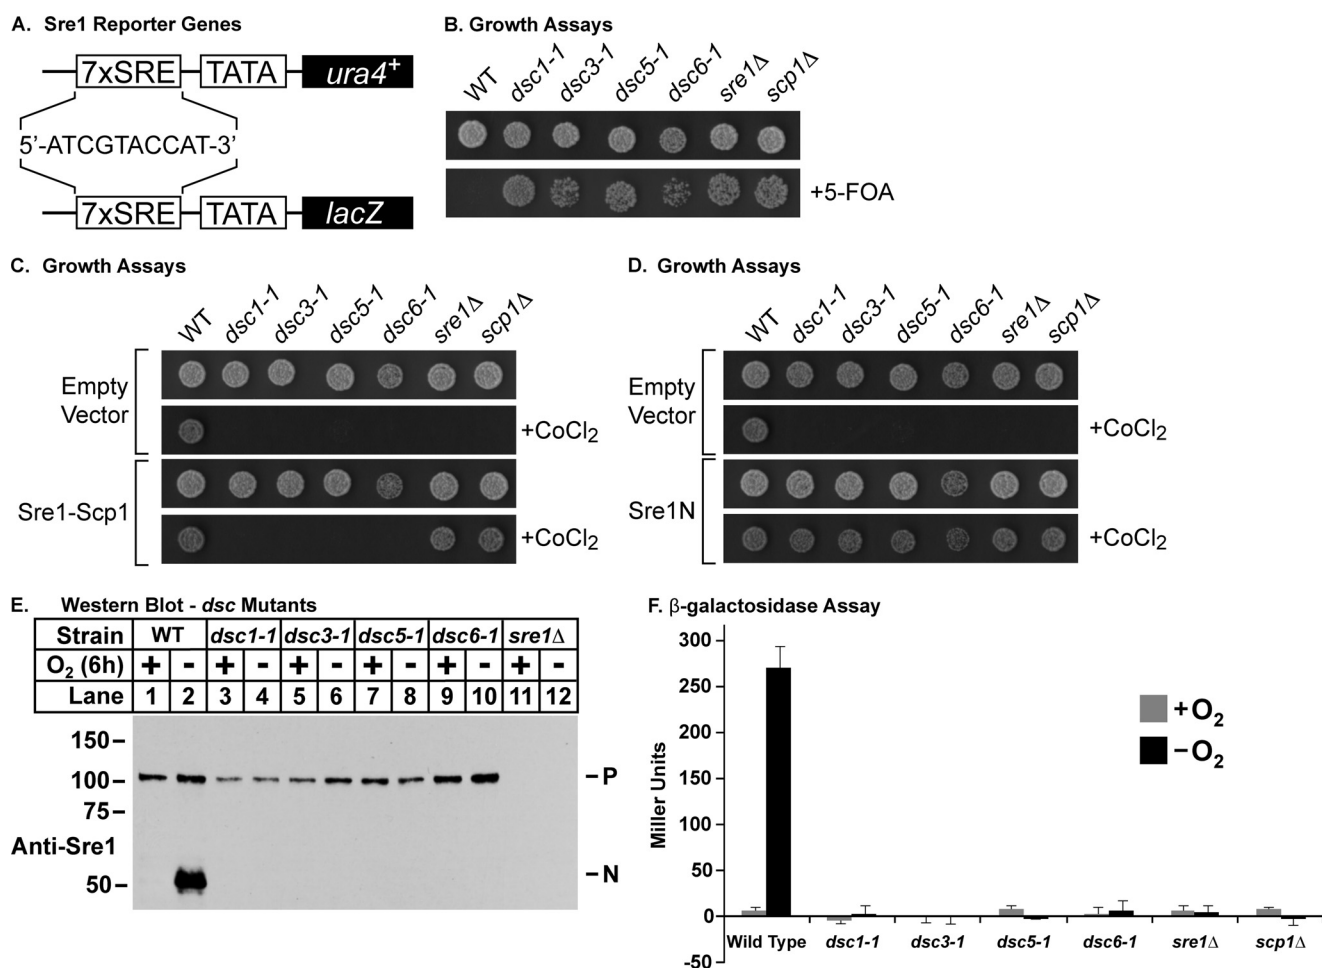 A. Sre1 Reporter Genes
7xSRE TATA ura4+
5'-ATCGTACCAT-3'
7xSRE TATA lacZ
B. Growth Assays
WT dsc1-1 dsc3-1 dsc5-1 dsc6-1 sre1Δ scp1Δ
+5-FOA
C. Growth Assays
WT dsc1-1 dsc3-1 dsc5-1 dsc6-1 sre1Δ scp1Δ
Empty
Vector
+CoCl2
Sre1-Scp1
+CoCl2
D. Growth Assays
WT dsc1-1 dsc3-1 dsc5-1 dsc6-1 sre1Δ scp1Δ
Empty
Vector
+CoCl2
Sre1N
+CoCl2
E. Western Blot - dsc Mutants
Strain WT dsc1-1 dsc3-1 dsc5-1 dsc6-1 sre1Δ
O2 (6h) + - + - + - + - + - + -
Lane 1 2 3 4 5 6 7 8 9 10 11 12
150–
100– –P
75–
Anti-Sre1
50– –N
F. β-galactosidase Assay
Miller Units
300
250
200
150
100
50
0
-50
+O2
–O2
Wild Type dsc1-1 dsc3-1 dsc5-1 dsc6-1 sre1Δ scp1Δ